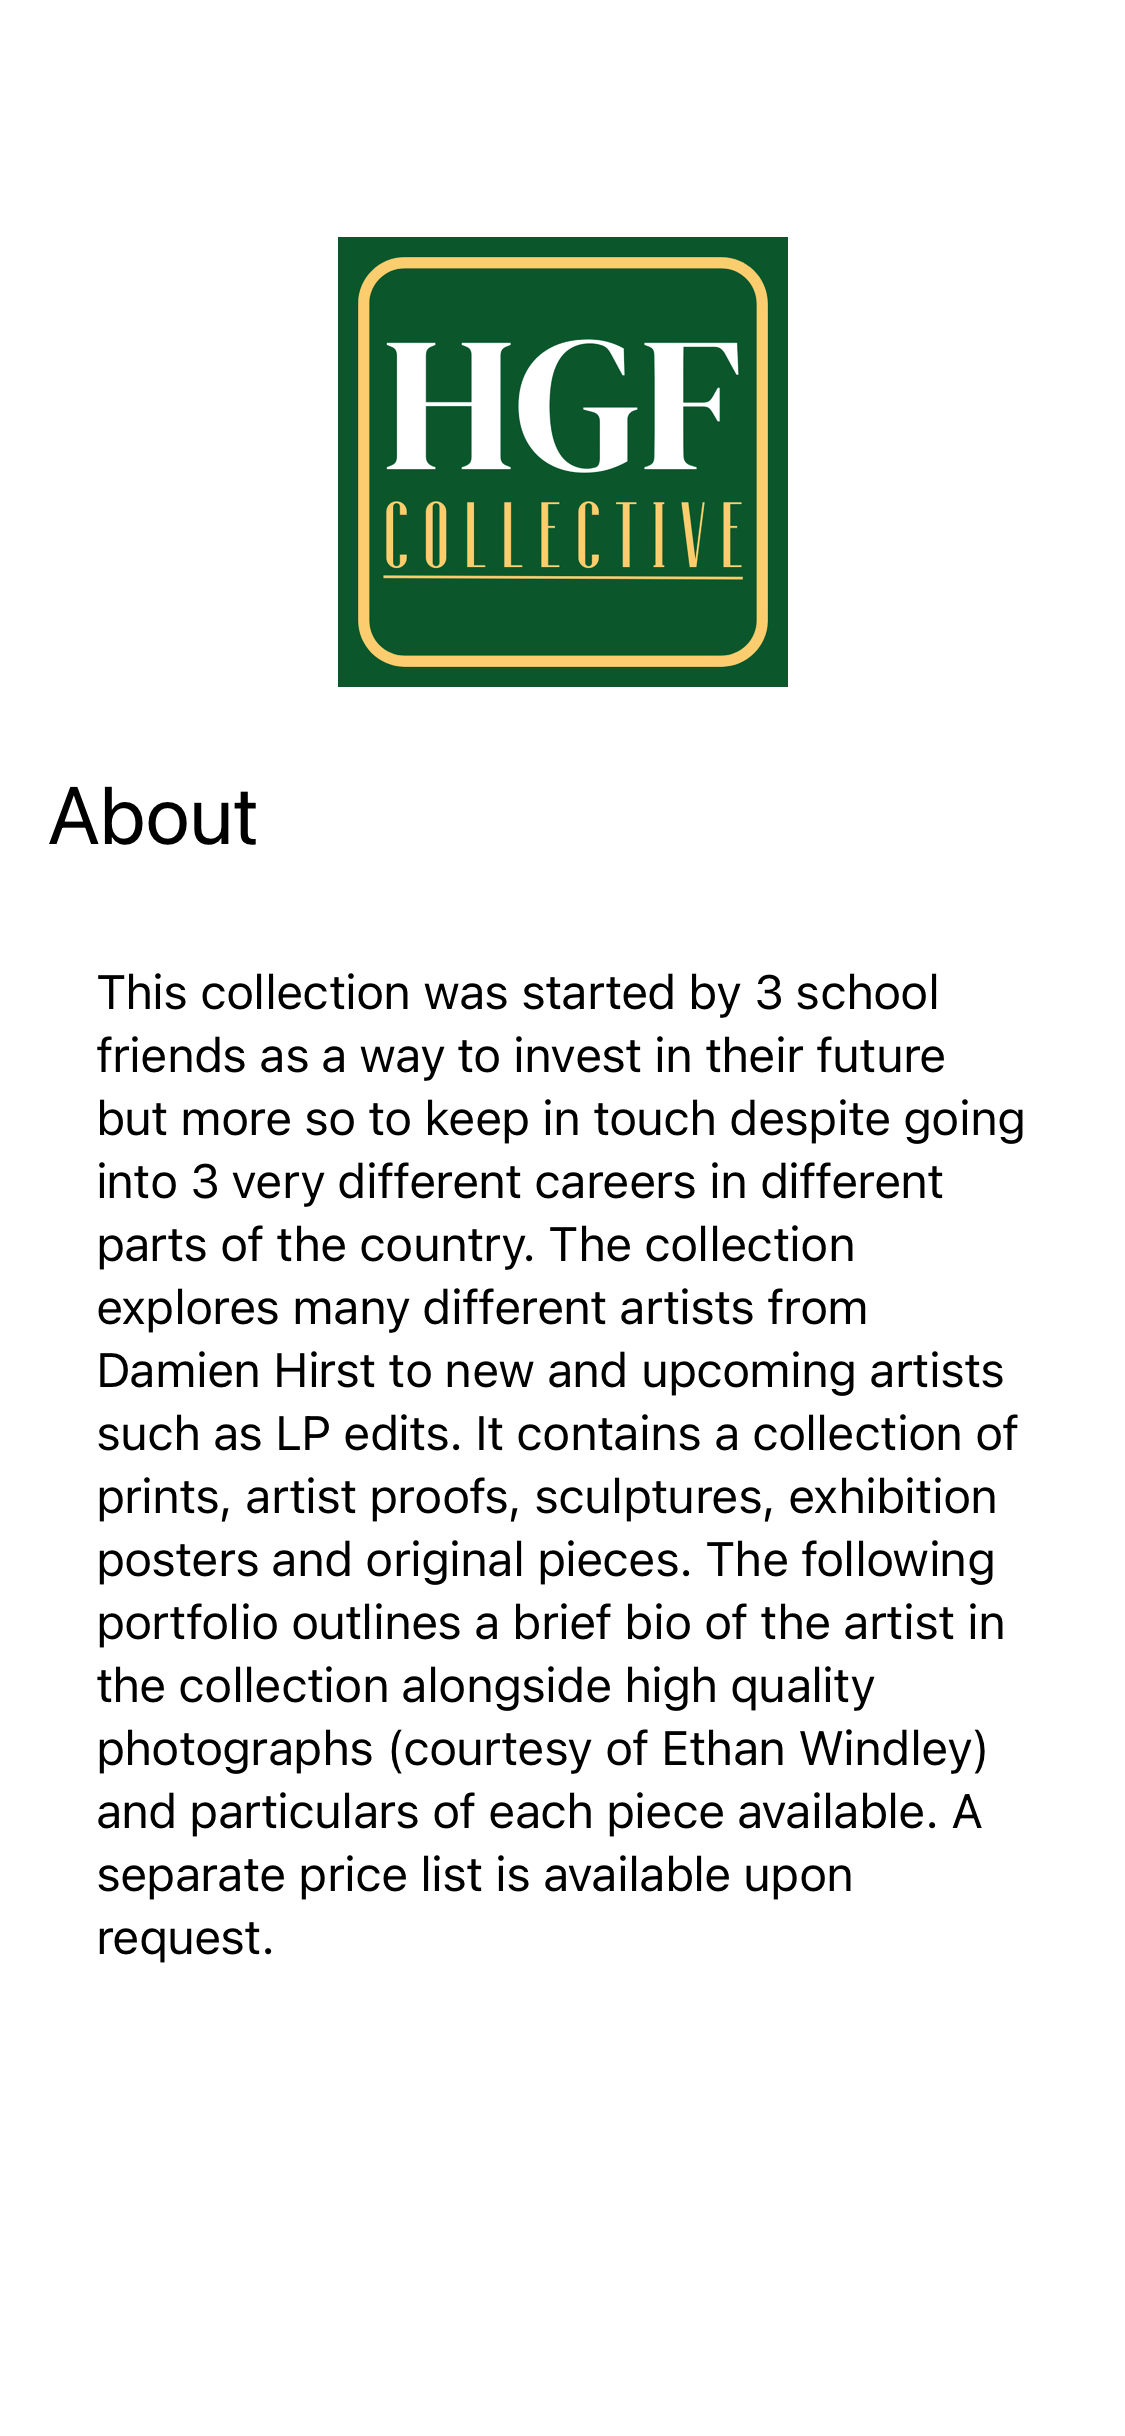 HGF
COLLECTIVE
About
This collection was started by 3 school
friends as a way to invest in their future
but more so to keep in touch despite going
into 3 very different careers in different
parts of the country. The collection
explores many different artists from
Damien Hirst to new and upcoming artists
such as LP edits. It contains a collection of
prints, artist proofs, sculptures, exhibition
posters and original pieces. The following
portfolio outlines a brief bio of the artist in
the collection alongside high quality
photographs (courtesy of Ethan Windley)
and particulars of each piece available. A
separate price list is available upon
request.